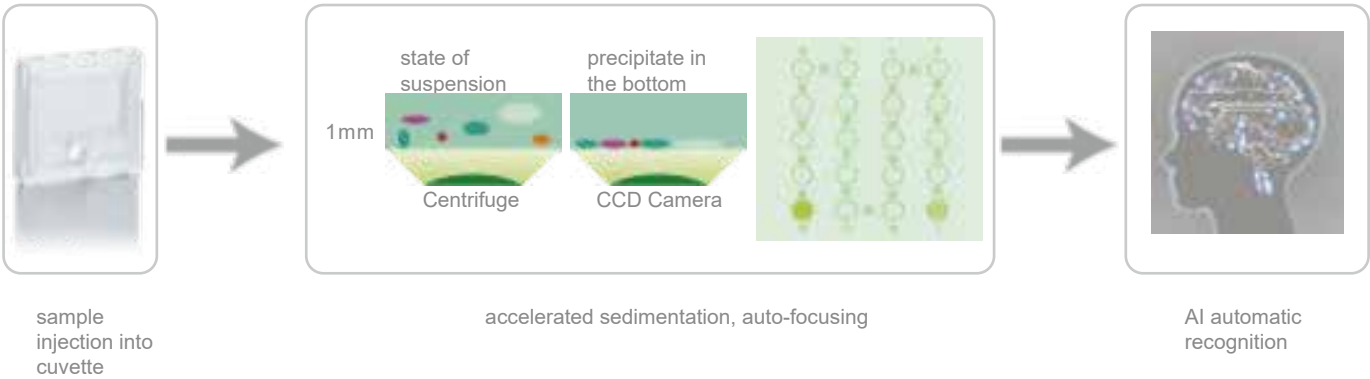 state of
suspension
precipitate in
the bottom
1mm
Centrifuge
CCD Camera
sample
injection into
cuvette
accelerated sedimentation, auto-focusing
AI automatic
recognition